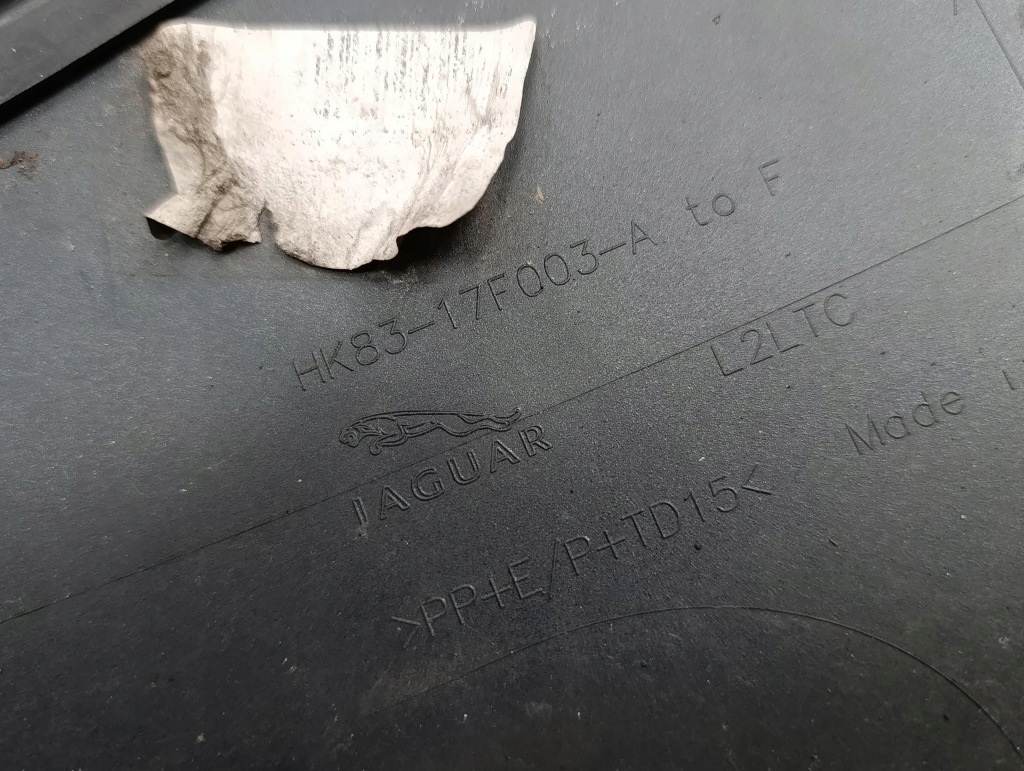 HK83-17F003-A to F
L2LTC
JAGUAR
Made
>PP+E/P+TD15<